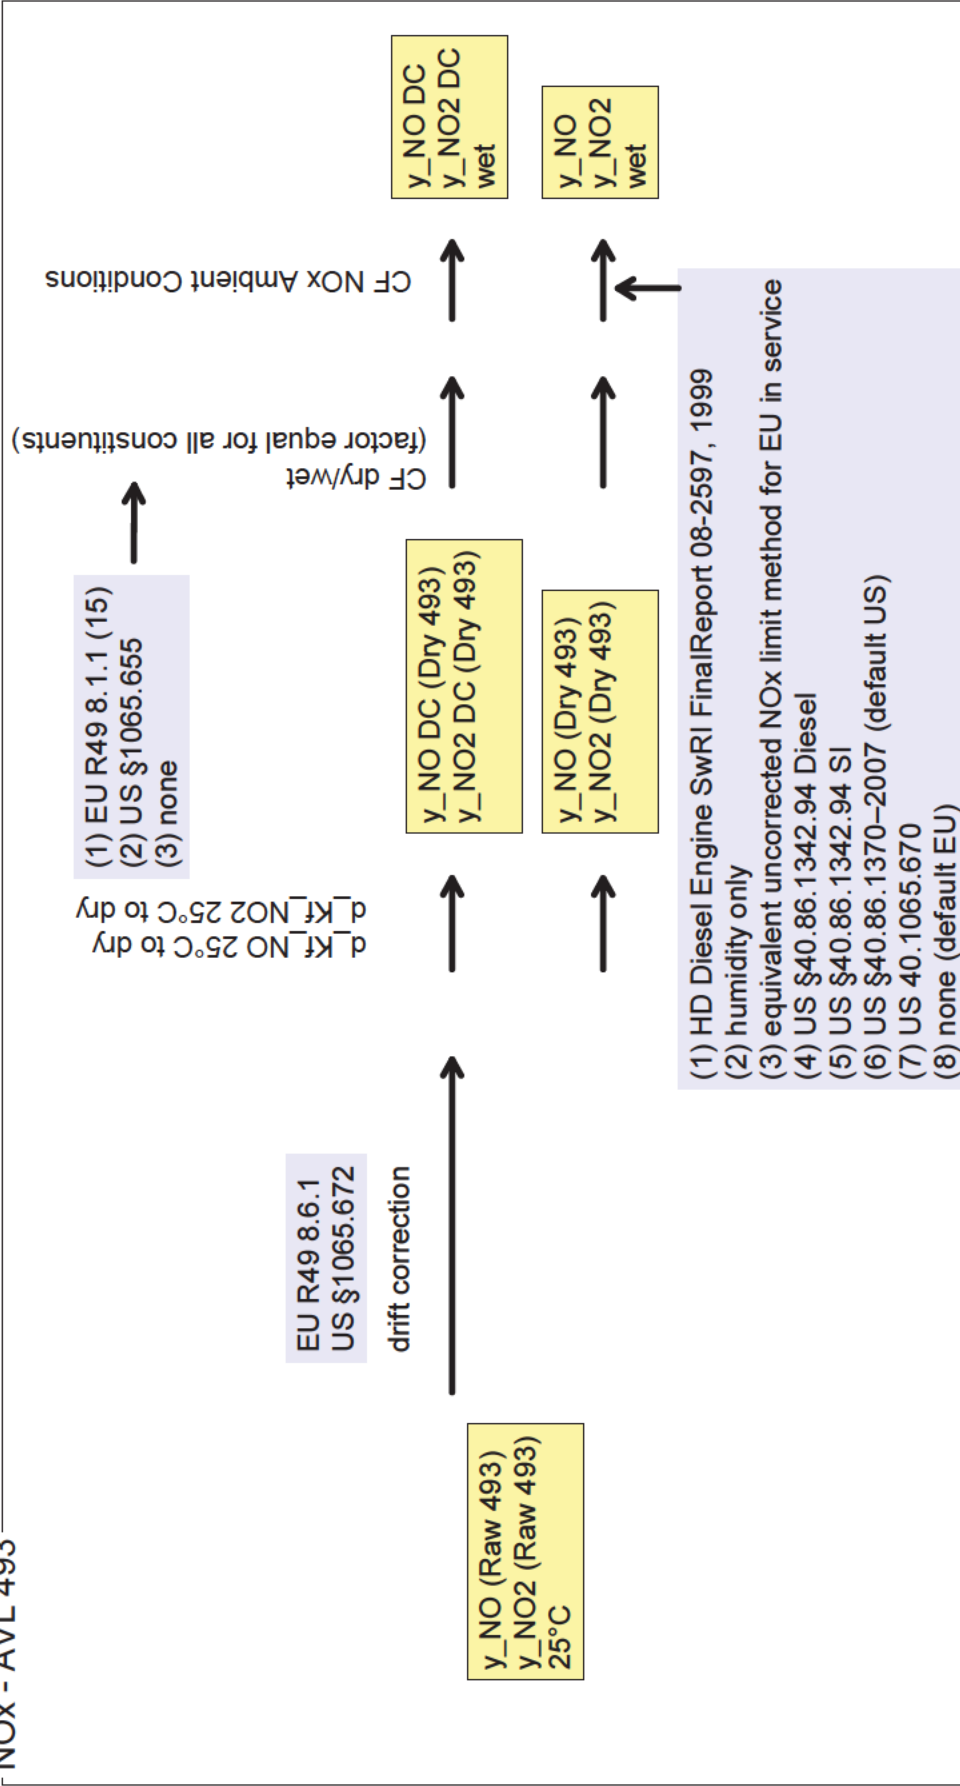 NOx - AVL 493
y_NO (Raw 493)
y_NO2 (Raw 493)
25°C
EU R49 8.6.1
US §1065.672
drift correction
d_Kf_NO 25°C to dry
d_Kf_NO2 25°C to dry
(1) EU R49 8.1.1 (15)
(2) US §1065.655
(3) none
y_NO DC (Dry 493)
y_NO2 DC (Dry 493)
y_NO (Dry 493)
y_NO2 (Dry 493)
CF dry/wet
(factor equal for all constituents)
CF NOx Ambient Conditions
y_NO DC
y_NO2 DC
wet
y_NO
y_NO2
wet
(1) HD Diesel Engine SwRI FinalReport 08-2597, 1999
(2) humidity only
(3) equivalent uncorrected NOx limit method for EU in service
(4) US §40.86.1342.94 Diesel
(5) US §40.86.1342.94 SI
(6) US §40.86.1370–2007 (default US)
(7) US 40.1065.670
(8) none (default EU)